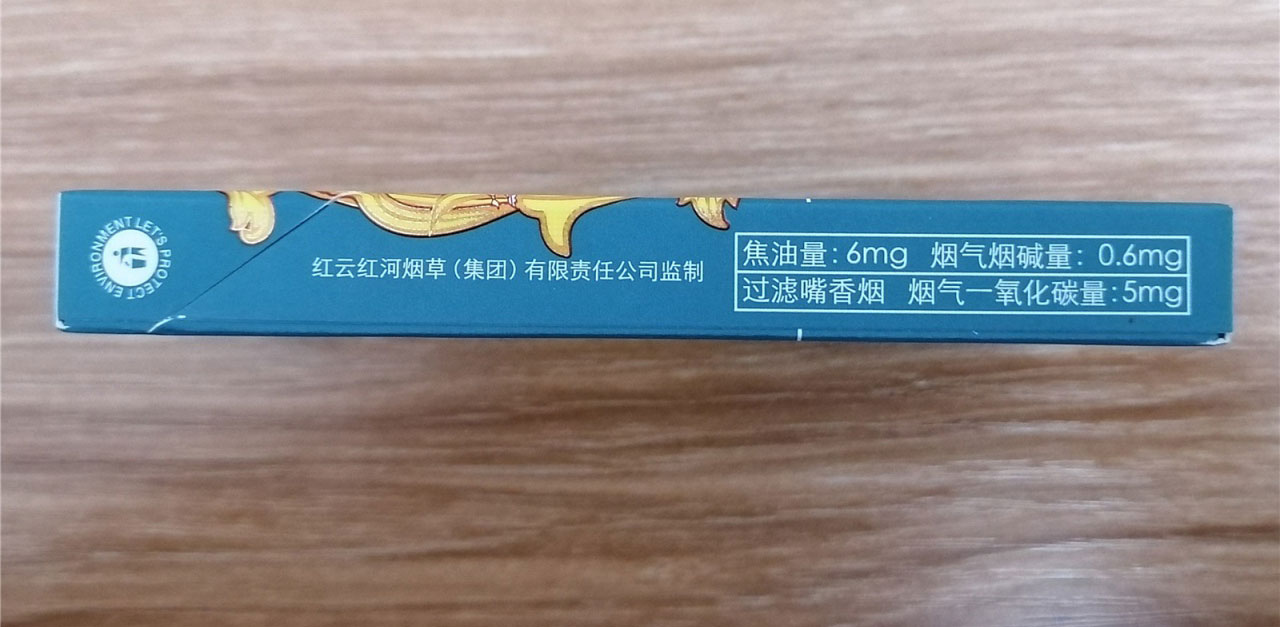 LET'S PROTECT ENVIRONMENT
红云红河烟草（集团）有限责任公司监制
焦油量：6mg 烟气烟碱量：0.6mg
过滤嘴香烟 烟气一氧化碳量：5mg